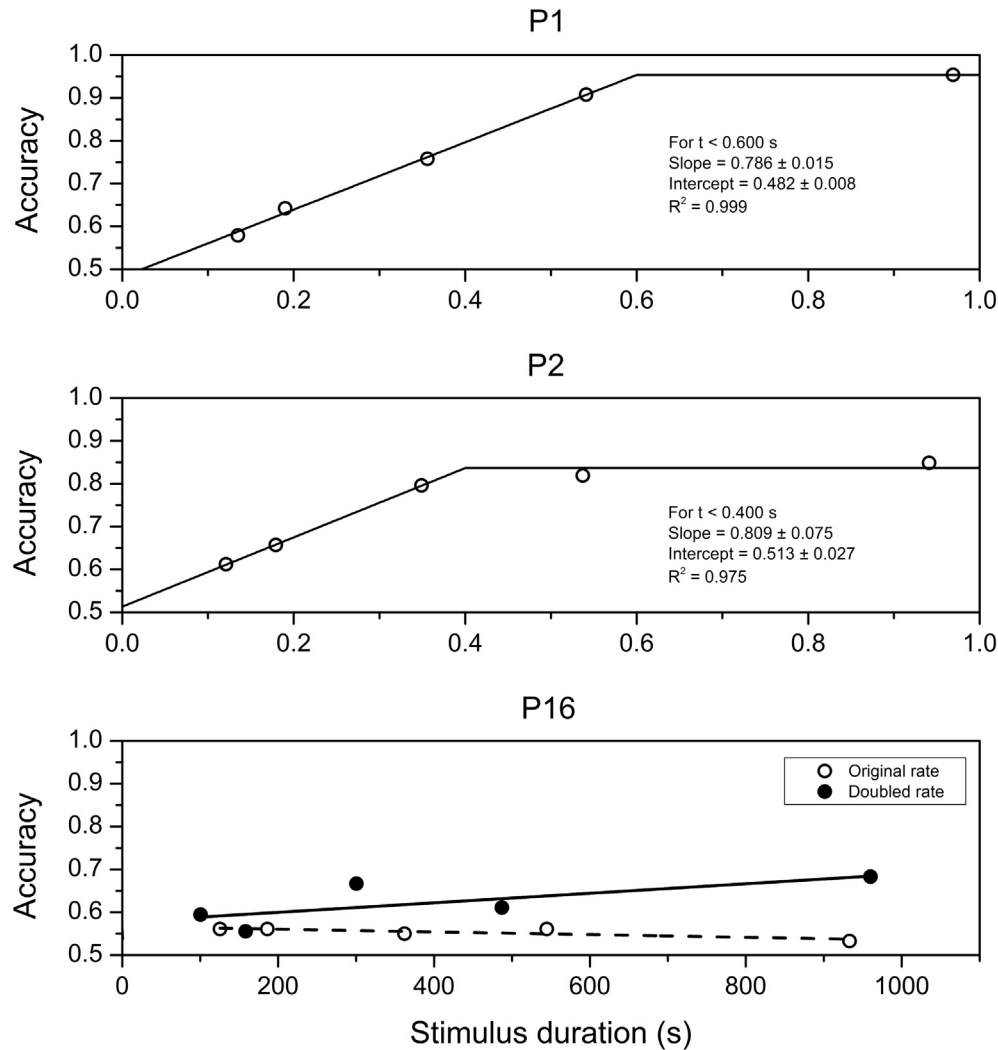 P1
Accuracy
1.0
0.9
0.8
0.7
0.6
0.5
For t < 0.600 s
Slope = 0.786 ± 0.015
Intercept = 0.482 ± 0.008
R² = 0.999
0.0 0.2 0.4 0.6 0.8 1.0
P2
Accuracy
1.0
0.9
0.8
0.7
0.6
0.5
For t < 0.400 s
Slope = 0.809 ± 0.075
Intercept = 0.513 ± 0.027
R² = 0.975
0.0 0.2 0.4 0.6 0.8 1.0
P16
Accuracy
1.0
0.9
0.8
0.7
0.6
0.5
Original rate
Doubled rate
0 200 400 600 800 1000
Stimulus duration (s)